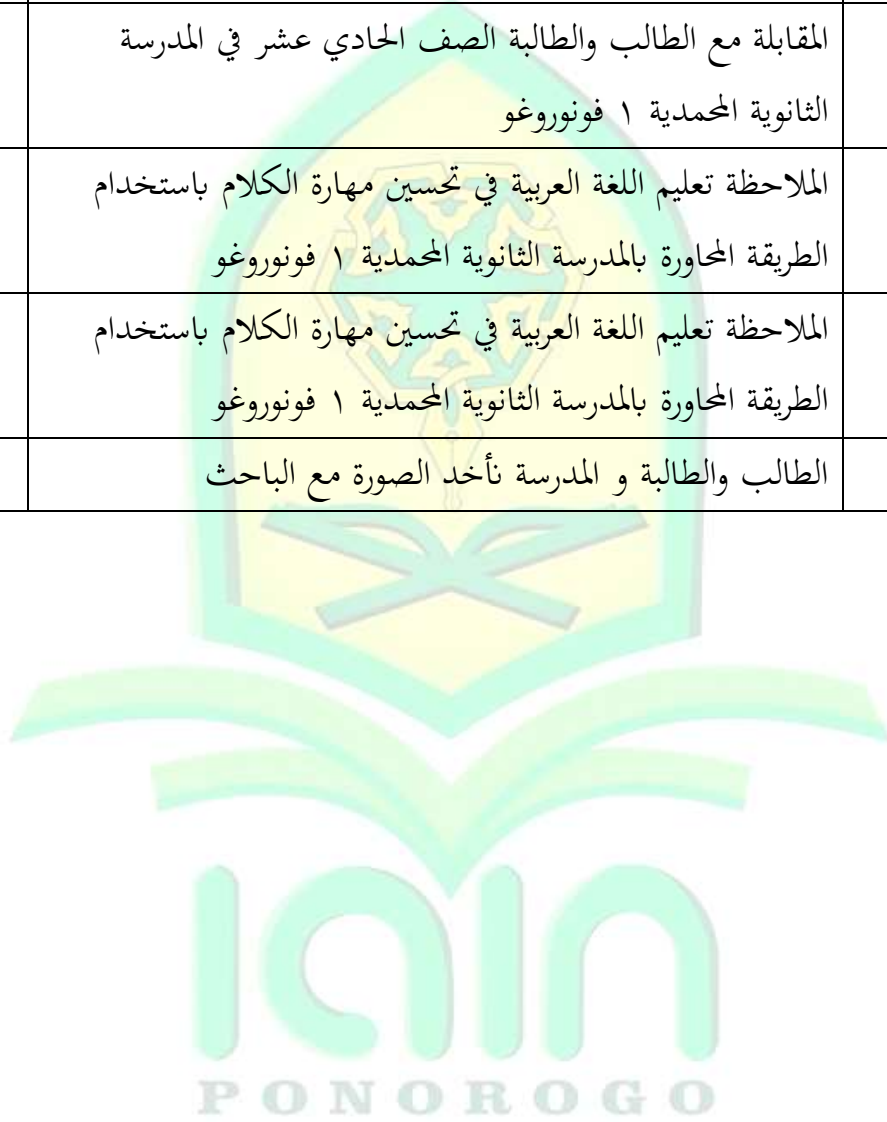 المقابلة مع الطالب والطالبة الصف الحادي عشر في المدرسة
الثانوية المحمدية ١ فونوروغو
الملاحظة تعليم اللغة العربية في تحسين مهارة الكلام باستخدام
الطريقة المحاورة بالمدرسة الثانوية المحمدية ١ فونوروغو
الملاحظة تعليم اللغة العربية في تحسين مهارة الكلام باستخدام
الطريقة المحاورة بالمدرسة الثانوية المحمدية ١ فونوروغو
الطالب والطالبة و المدرسة نأخد الصورة مع الباحث
iain
PONOROGO